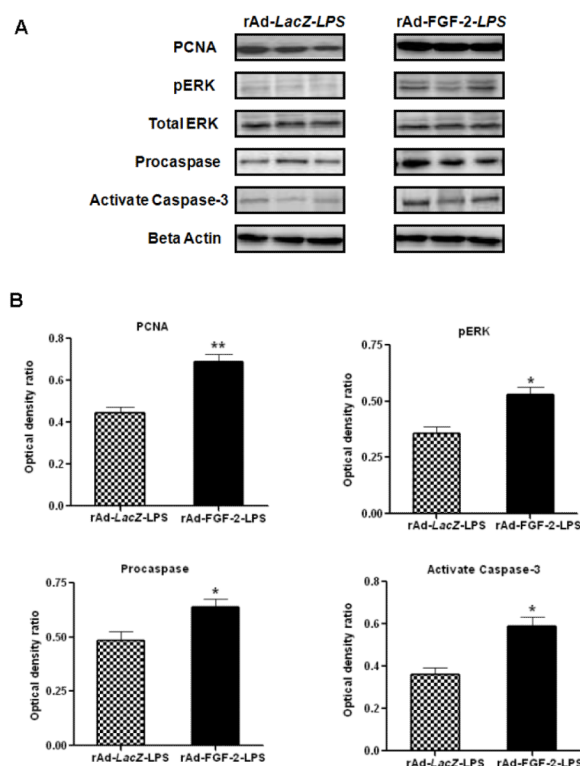 A
rAd-LacZ-LPS rAd-FGF-2-LPS
PCNA
pERK
Total ERK
Procaspase
Activate Caspase-3
Beta Actin
B
PCNA
Optical density ratio
0.8
0.6
0.4
0.2
0.0
**
rAd-LacZ-LPS rAd-FGF-2-LPS
pERK
Optical density ratio
0.75
0.50
0.25
0.00
*
rAd-LacZ-LPS rAd-FGF-2-LPS
Procaspase
Optical density ratio
0.75
0.50
0.25
0.00
*
rAd-LacZ-LPS rAd-FGF-2-LPS
Activate Caspase-3
Optical density ratio
0.8
0.6
0.4
0.2
0.0
*
rAd-LacZ-LPS rAd-FGF-2-LPS